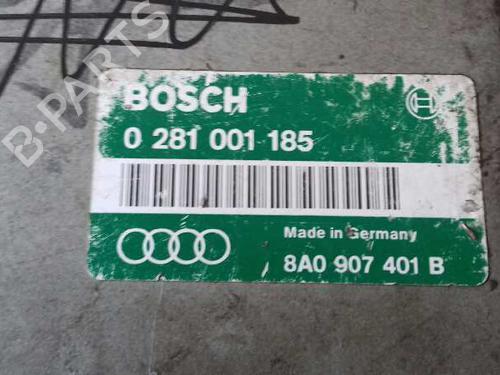 B-PARTS
BOSCH
0 281 001 185
Made in Germany
8A0 907 401 B